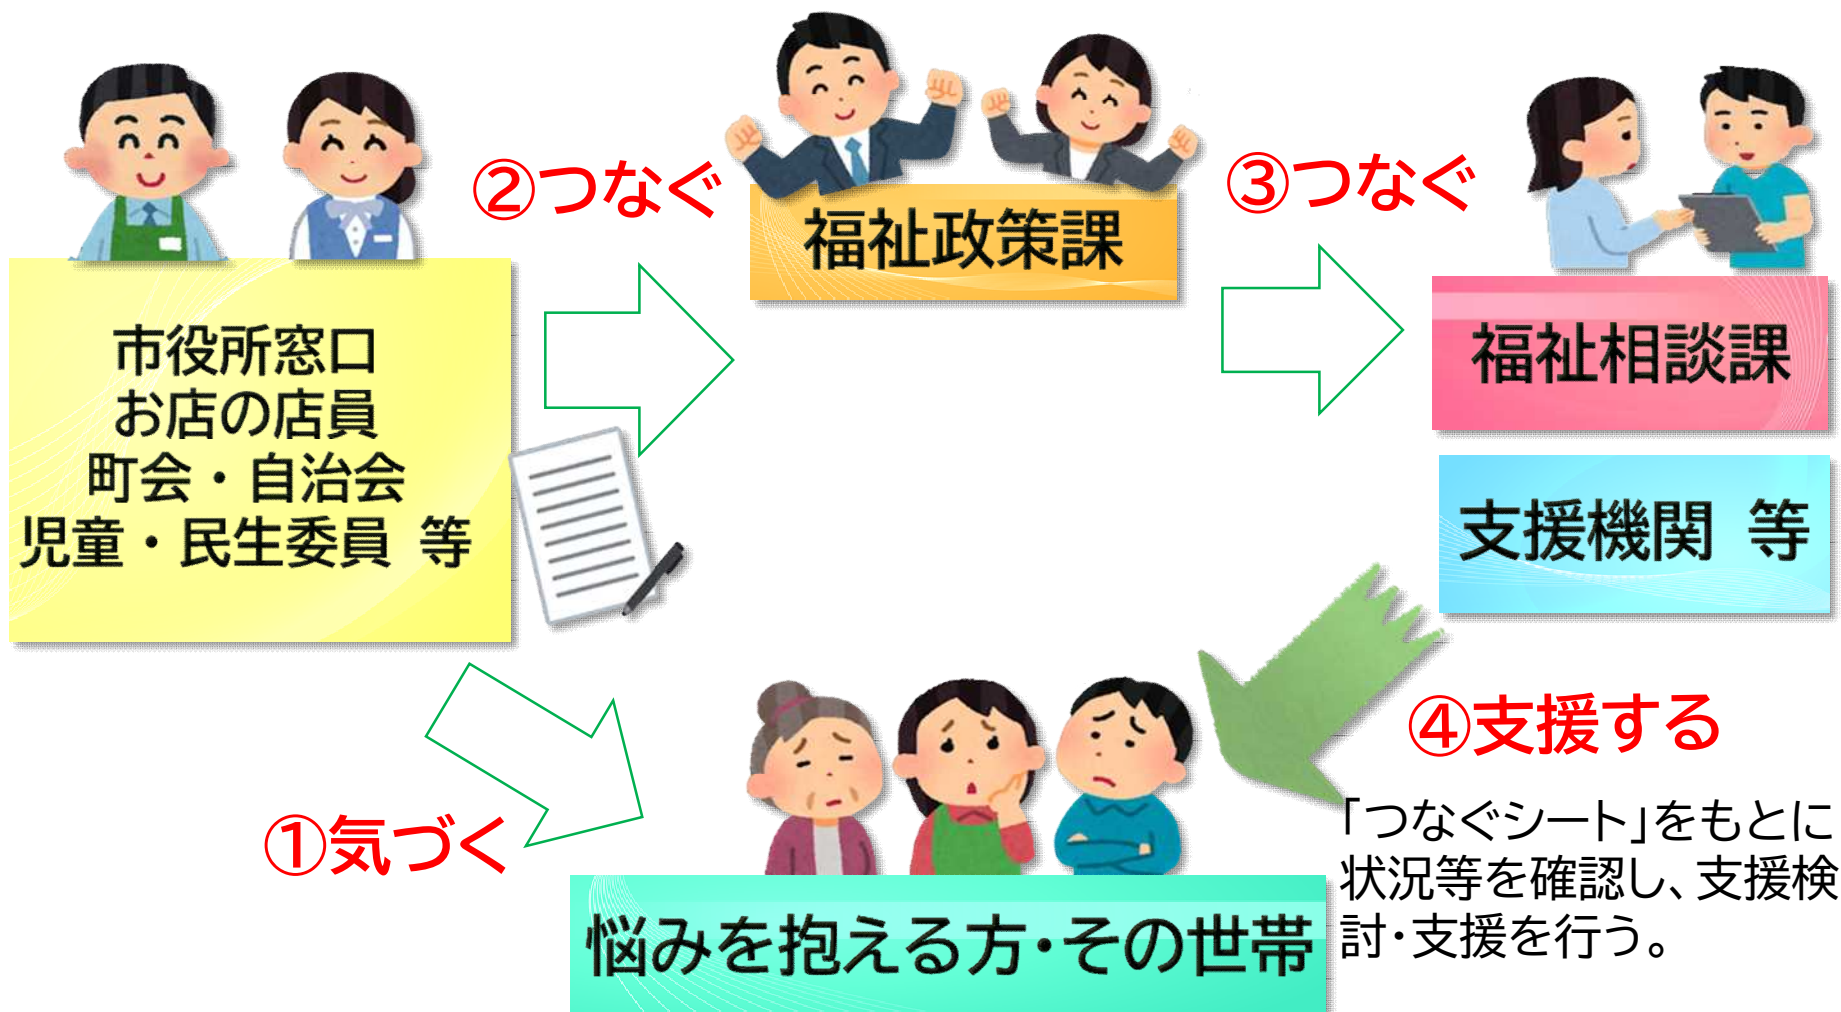 ②つなぐ
③つなぐ
福祉政策課
市役所窓口
お店の店員
町会・自治会
児童・民生委員 等
福祉相談課
支援機関 等
①気づく
④支援する
「つなぐシート」をもとに
状況等を確認し、支援検
討・支援を行う。
悩みを抱える方・その世帯